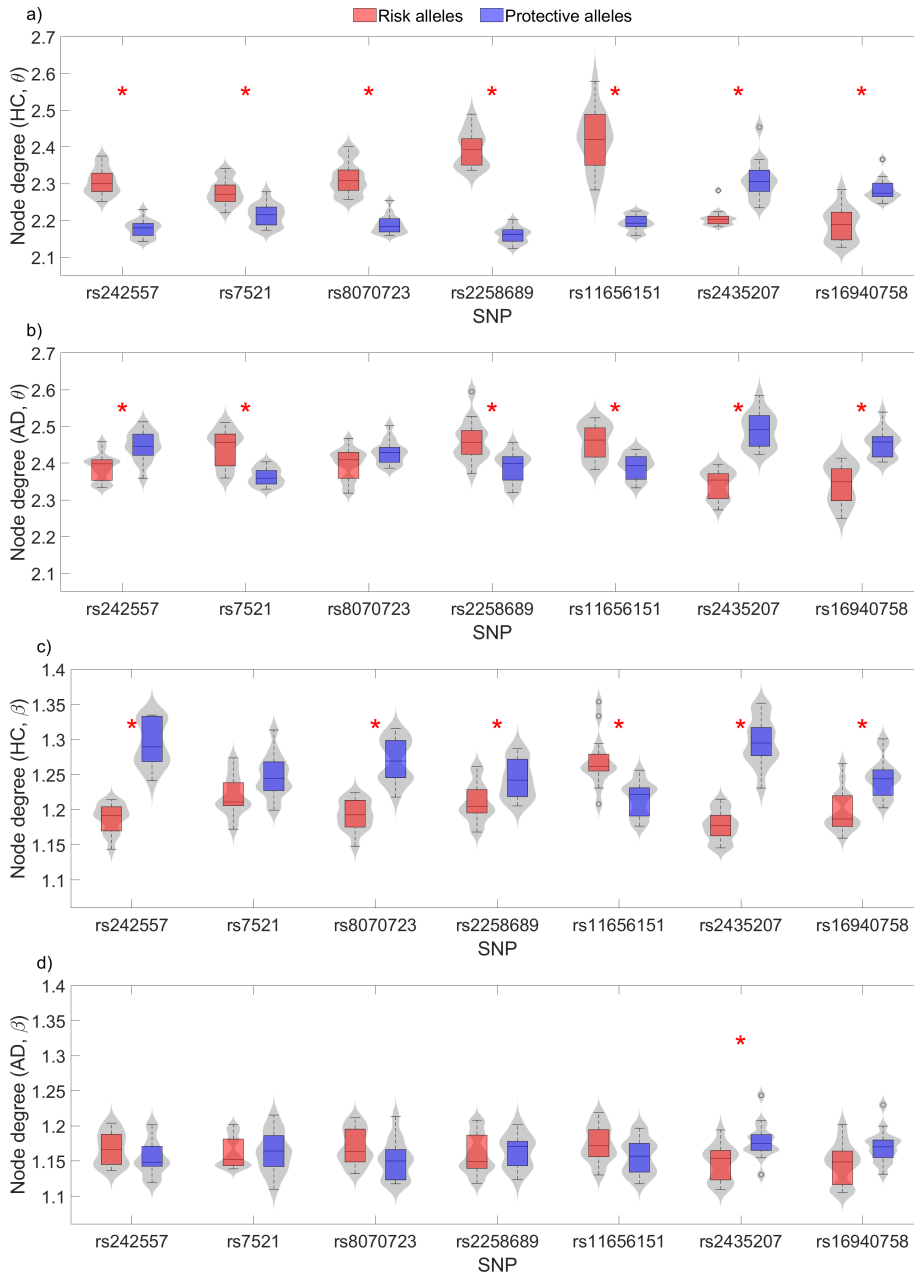 a) Risk alleles Protective alleles
2.7
2.6
2.5
2.4
2.3
2.2
2.1
Node degree (HC, θ)
* * * * * * *
rs242557 rs7521 rs8070723 rs2258689 rs11656151 rs2435207 rs16940758
SNP
b)
2.7
2.6
2.5
2.4
2.3
2.2
2.1
Node degree (AD, θ)
* * * * * *
rs242557 rs7521 rs8070723 rs2258689 rs11656151 rs2435207 rs16940758
SNP
c)
1.4
1.35
1.3
1.25
1.2
1.15
1.1
Node degree (HC, β)
* * * * * *
rs242557 rs7521 rs8070723 rs2258689 rs11656151 rs2435207 rs16940758
SNP
d)
1.4
1.35
1.3
1.25
1.2
1.15
1.1
Node degree (AD, β)
*
rs242557 rs7521 rs8070723 rs2258689 rs11656151 rs2435207 rs16940758
SNP